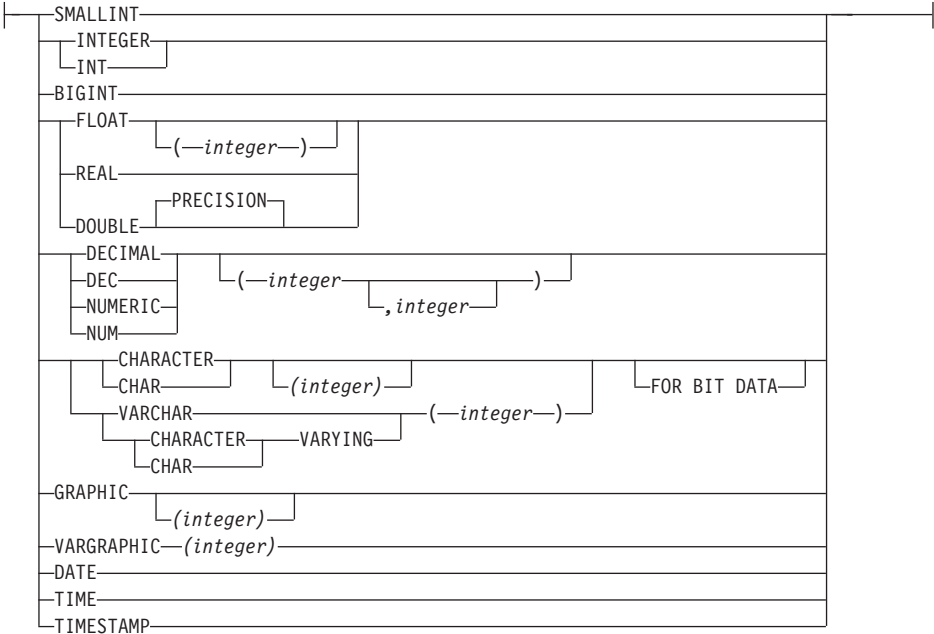 SMALLINT
INTEGER
INT
BIGINT
FLOAT
( integer )
REAL
PRECISION
DOUBLE
DECIMAL
DEC ( integer )
NUMERIC ,integer
NUM
CHARACTER
CHAR (integer) FOR BIT DATA
VARCHAR ( integer )
CHARACTER VARYING
CHAR
GRAPHIC
(integer)
VARGRAPHIC (integer)
DATE
TIME
TIMESTAMP